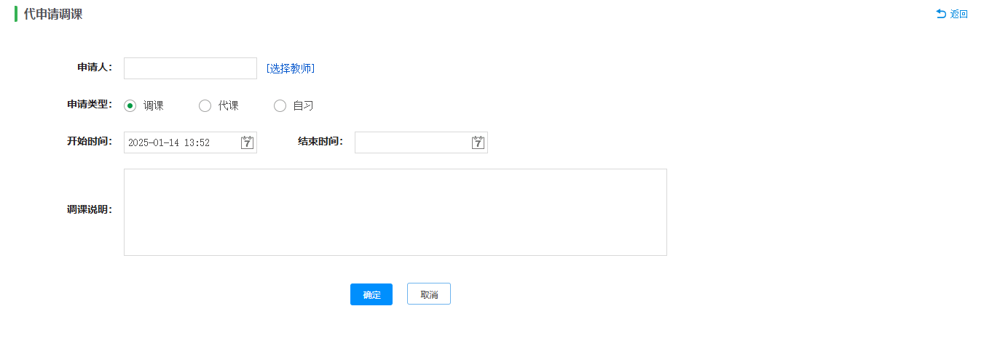 代申请调课
返回
申请人：
[选择教师]
申请类型： 调课 代课 自习
开始时间： 2025-01-14 13:52 7 结束时间： 7
调课说明：
确定 取消